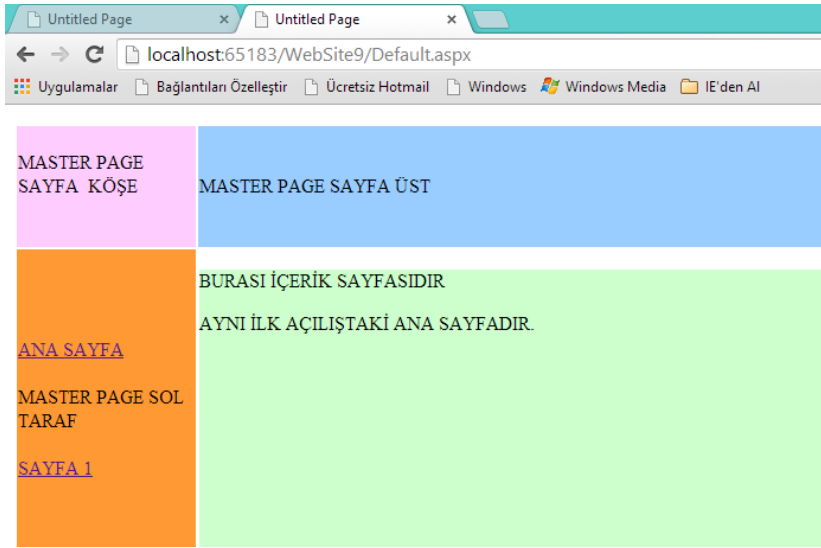 Untitled Page
Untitled Page
localhost:65183/WebSite9/Default.aspx
Uygulamalar Bağlantıları Özelleştir Ücretsiz Hotmail Windows Windows Media IE'den Al
MASTER PAGE
SAYFA KÖŞE
MASTER PAGE SAYFA ÜST
ANA SAYFA
MASTER PAGE SOL
TARAF
SAYFA 1
BURASI İÇERİK SAYFASIDIR
AYNI İLK AÇILIŞTAKİ ANA SAYFADIR.